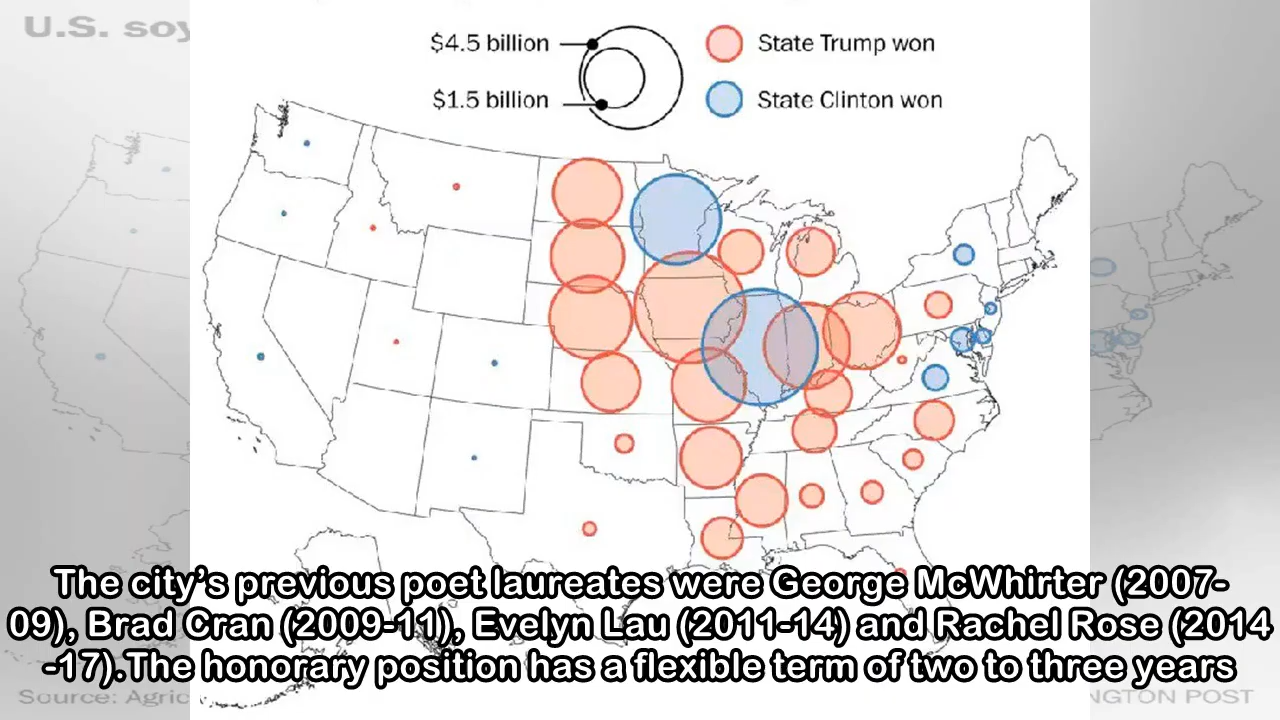 U.S. soy
$4.5 billion
State Trump won
$1.5 billion
State Clinton won
The city's previous poet laureates were George McWhirter (2007-
09), Brad Cran (2009-11), Evelyn Lau (2011-14) and Rachel Rose (2014
-17).The honorary position has a flexible term of two to three years
Source: Agric
NGTON POST